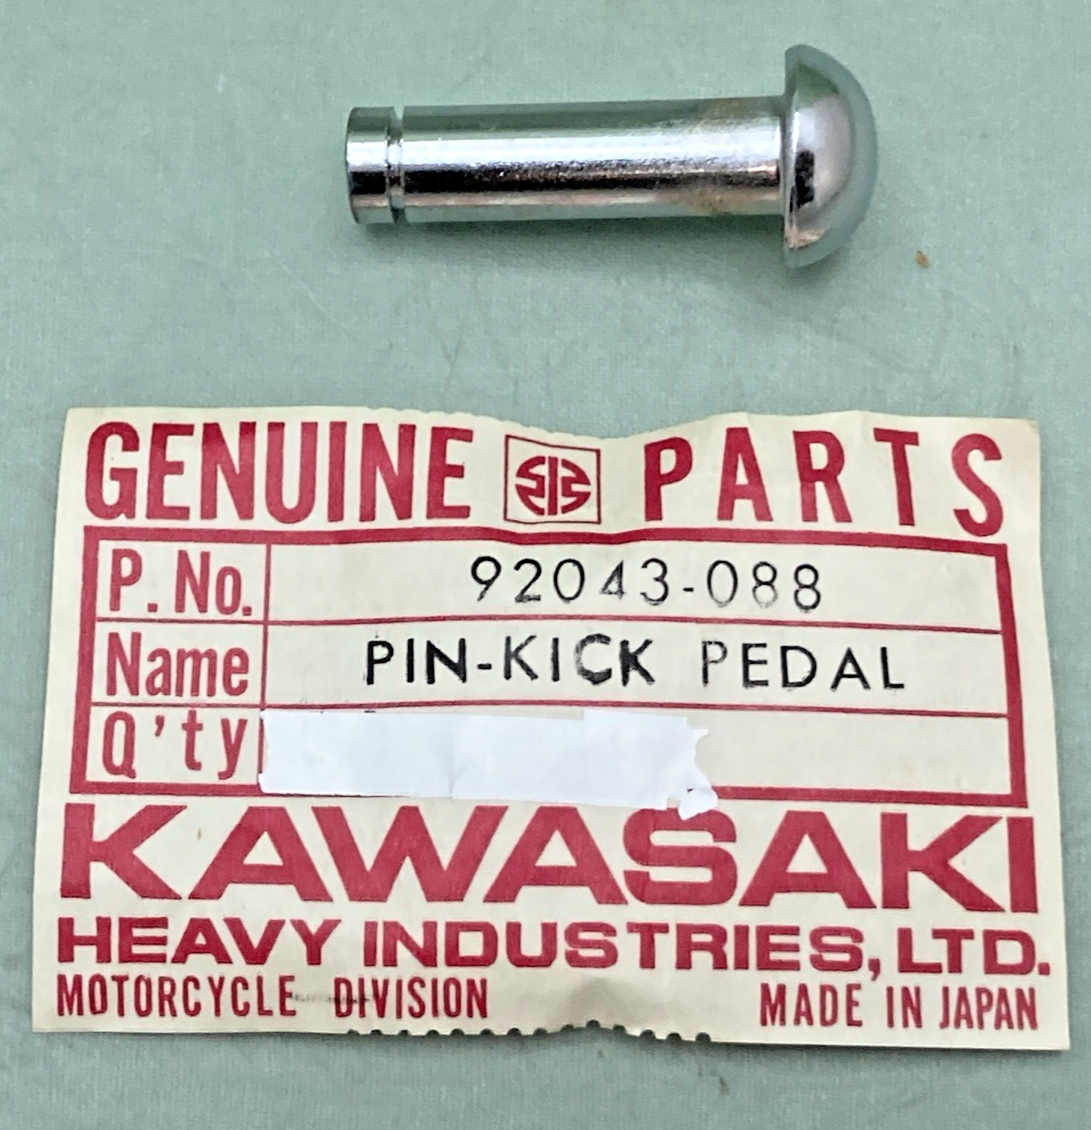 GENUINE PARTS
P. No. 92043-088
Name PIN-KICK PEDAL
Q'ty
KAWASAKI
HEAVY INDUSTRIES, LTD.
MOTORCYCLE DIVISION MADE IN JAPAN